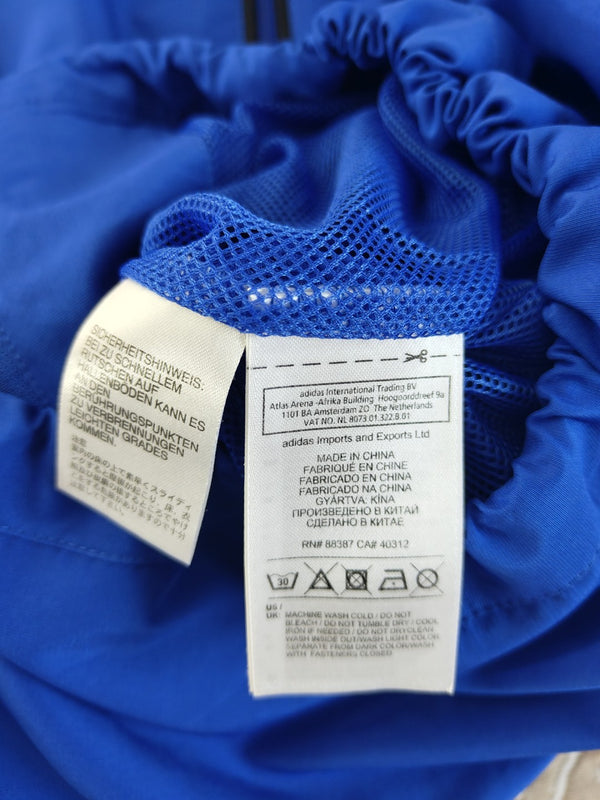 SICHERHEITSHINWEIS:
BEI ZU SCHNELLEM
RUTSCHEN AUF
HALLENBÖDEN KANN ES
BEI DEN
BERÜHRUNGSPUNKTEN
ZU VERBRENNUNGEN
LEICHTEN GRADES
KOMMEN.
注意
adidas International Trading BV
Atlas Arena -Afrika Building Hoogoorddreef 9a
1101 BA Amsterdam ZO The Netherlands
VAT NO. NL 8073.01.322.B.01
adidas Imports and Exports Ltd
MADE IN CHINA
FABRIQUÉ EN CHINE
FABRICADO EN CHINA
FABRICADO NA CHINA
GYÁRTVA. KÍNA
ПРОИЗВЕДЕНО В КИТАЙ
СДЕЛАНО В КИТАЕ
RN# 88387 CA# 40312
30
US /
UK: MACHINE WASH COLD / DO NOT
BLEACH / DO NOT TUMBLE DRY / COOL
IRON IF NEEDED / DO NOT DRYCLEAN
WASH INSIDE OUT/WASH LIGHT COLOR
SEPARATE FROM DARK COLOR/WASH
WITH FASTENERS CLOSED